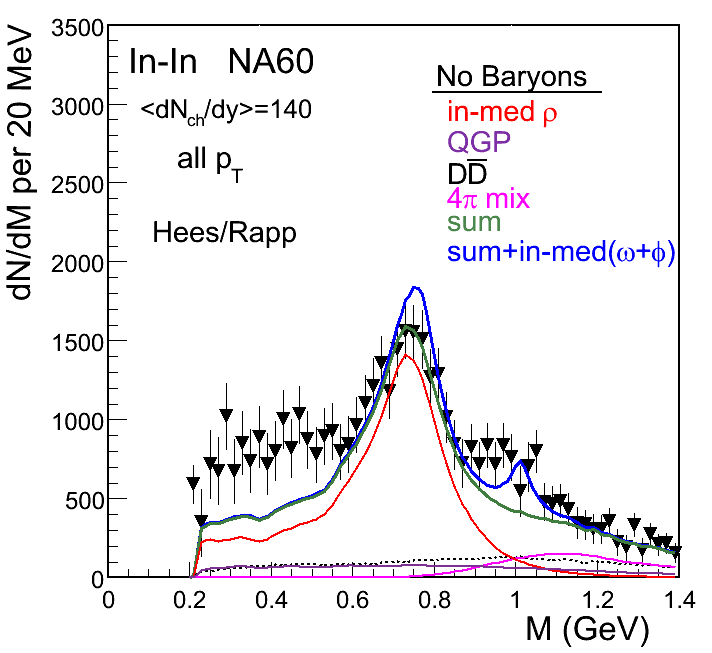 In-In NA60
<dNch/dy>=140
all pT
Hees/Rapp
No Baryons
in-med ρ
QGP
DD̅
4π mix
sum
sum+in-med(ω+ϕ)
dN/dM per 20 MeV
3500
3000
2500
2000
1500
1000
500
0
0 0.2 0.4 0.6 0.8 1 1.2 1.4
M (GeV)